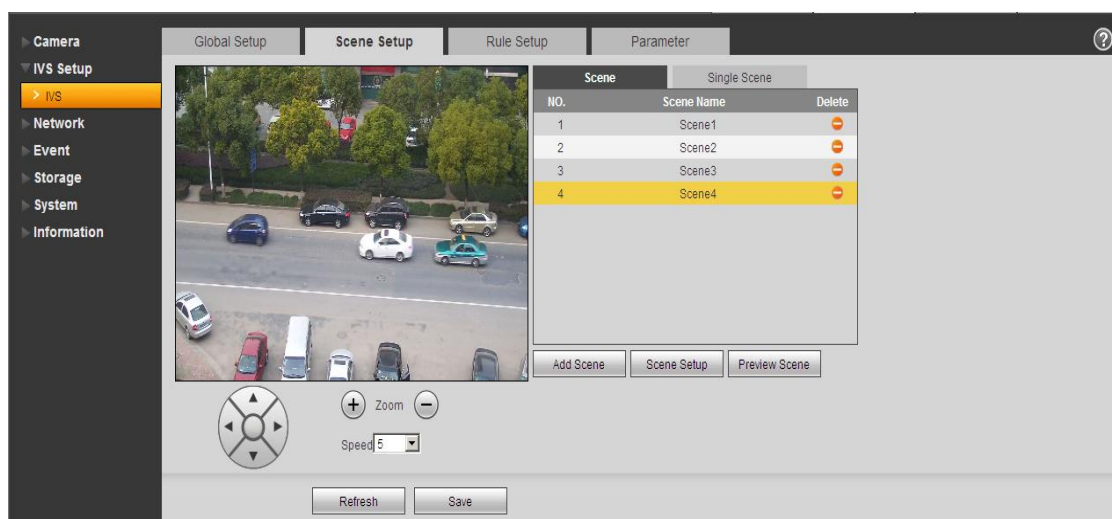 Camera
IVS Setup
> IVS
Network
Event
Storage
System
Information
Global Setup Scene Setup Rule Setup Parameter
?
Scene Single Scene
NO. Scene Name Delete
1 Scene1
2 Scene2
3 Scene3
4 Scene4
Add Scene Scene Setup Preview Scene
+ Zoom −
Speed 5
Refresh Save